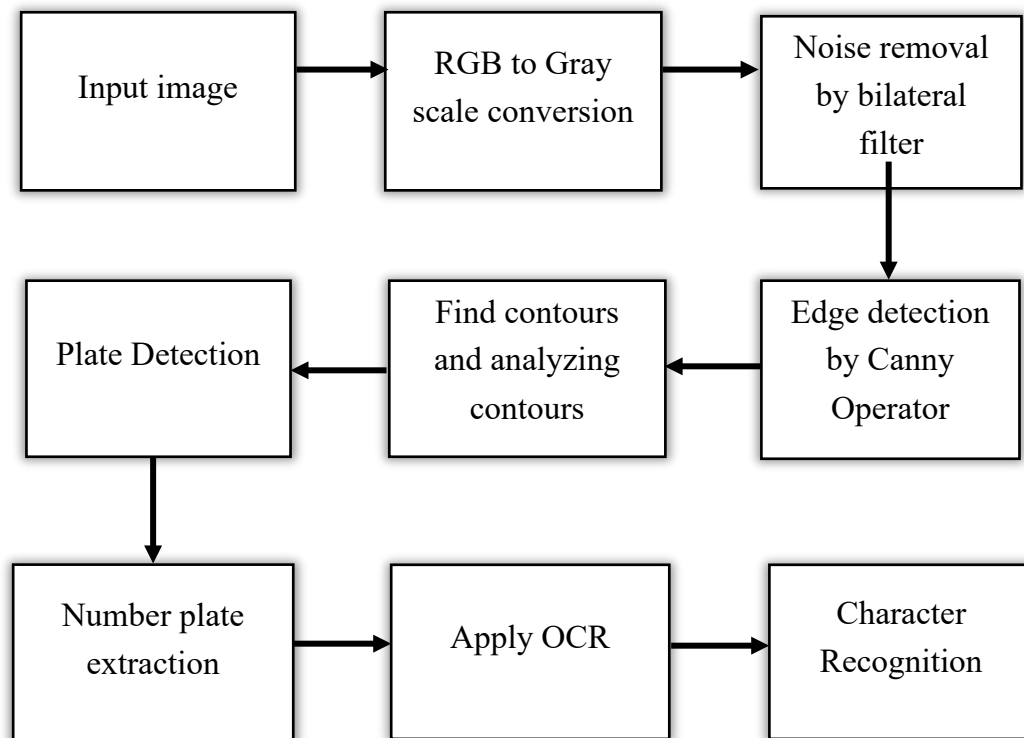 Input image
RGB to Gray
scale conversion
Noise removal
by bilateral
filter
Edge detection
by Canny
Operator
Find contours
and analyzing
contours
Plate Detection
Number plate
extraction
Apply OCR
Character
Recognition